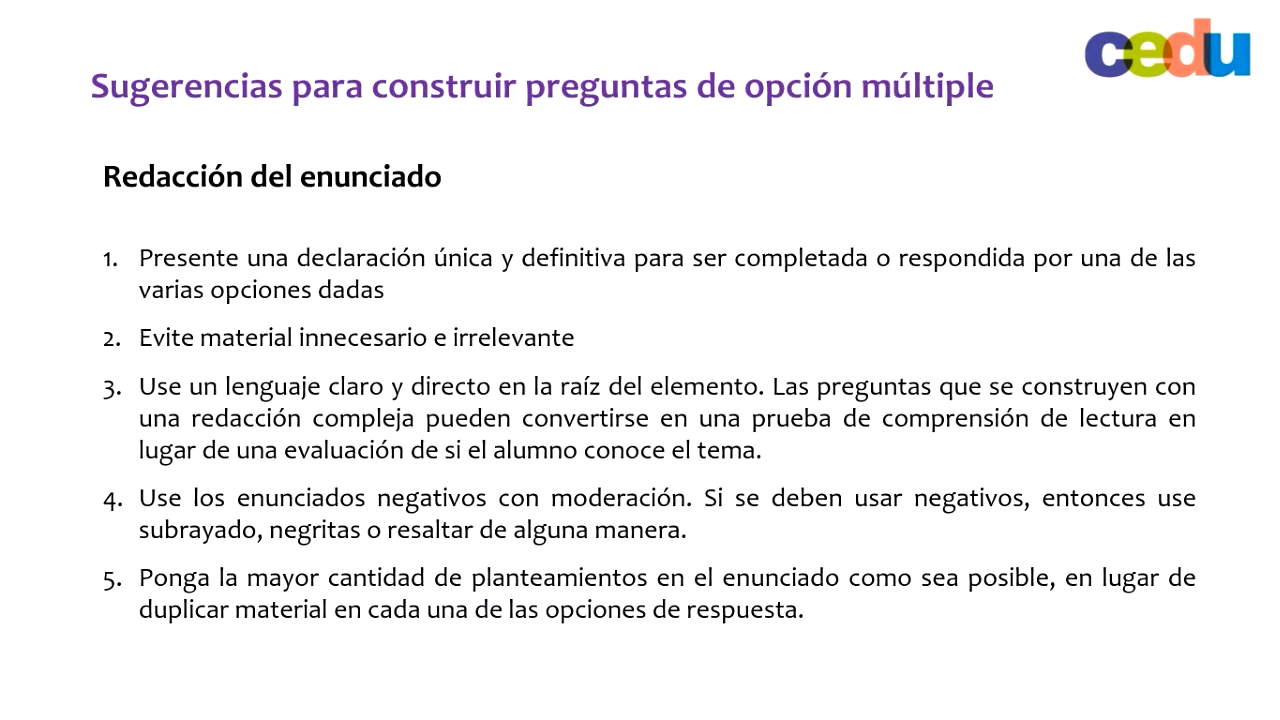 cedu
Sugerencias para construir preguntas de opción múltiple
Redacción del enunciado
1. Presente una declaración única y definitiva para ser completada o respondida por una de las
varias opciones dadas
2. Evite material innecesario e irrelevante
3. Use un lenguaje claro y directo en la raíz del elemento. Las preguntas que se construyen con
una redacción compleja pueden convertirse en una prueba de comprensión de lectura en
lugar de una evaluación de si el alumno conoce el tema.
4. Use los enunciados negativos con moderación. Si se deben usar negativos, entonces use
subrayado, negritas o resaltar de alguna manera.
5. Ponga la mayor cantidad de planteamientos en el enunciado como sea posible, en lugar de
duplicar material en cada una de las opciones de respuesta.